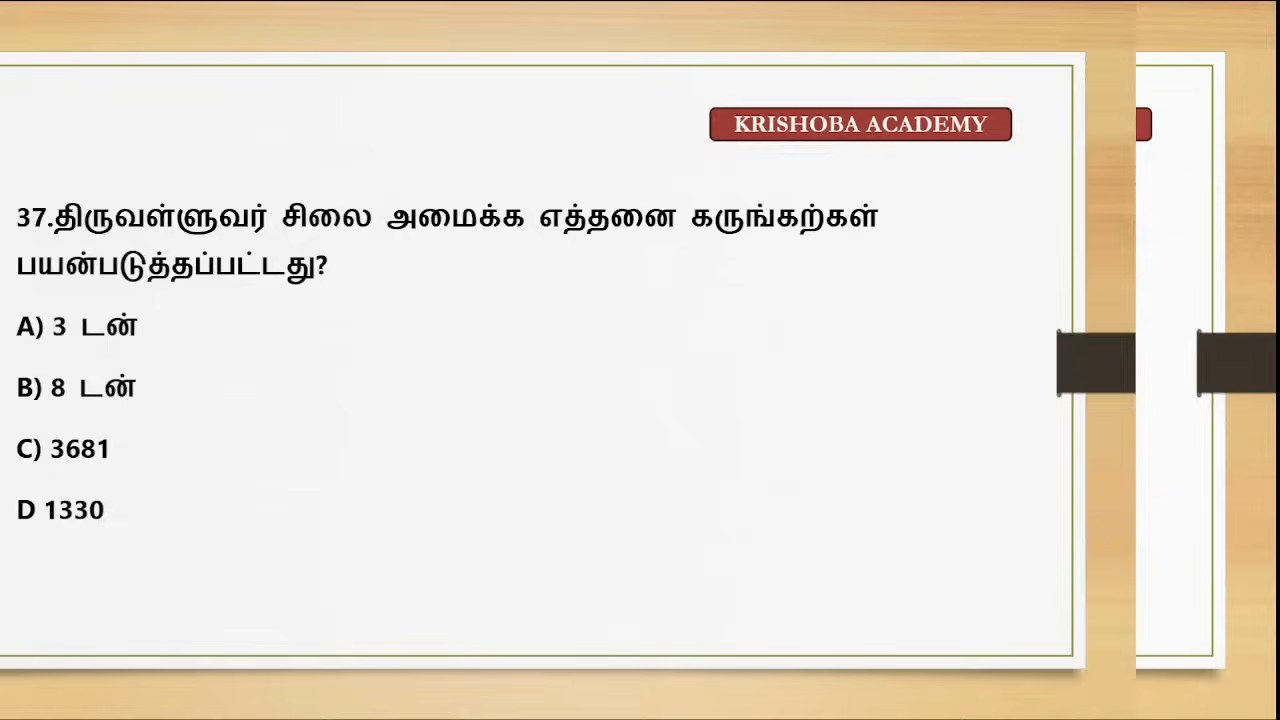 KRISHOBA ACADEMY
37.திருவள்ளுவர் சிலை அமைக்க எத்தனை கருங்கற்கள்
பயன்படுத்தப்பட்டது?
A) 3 டன்
B) 8 டன்
C) 3681
D 1330